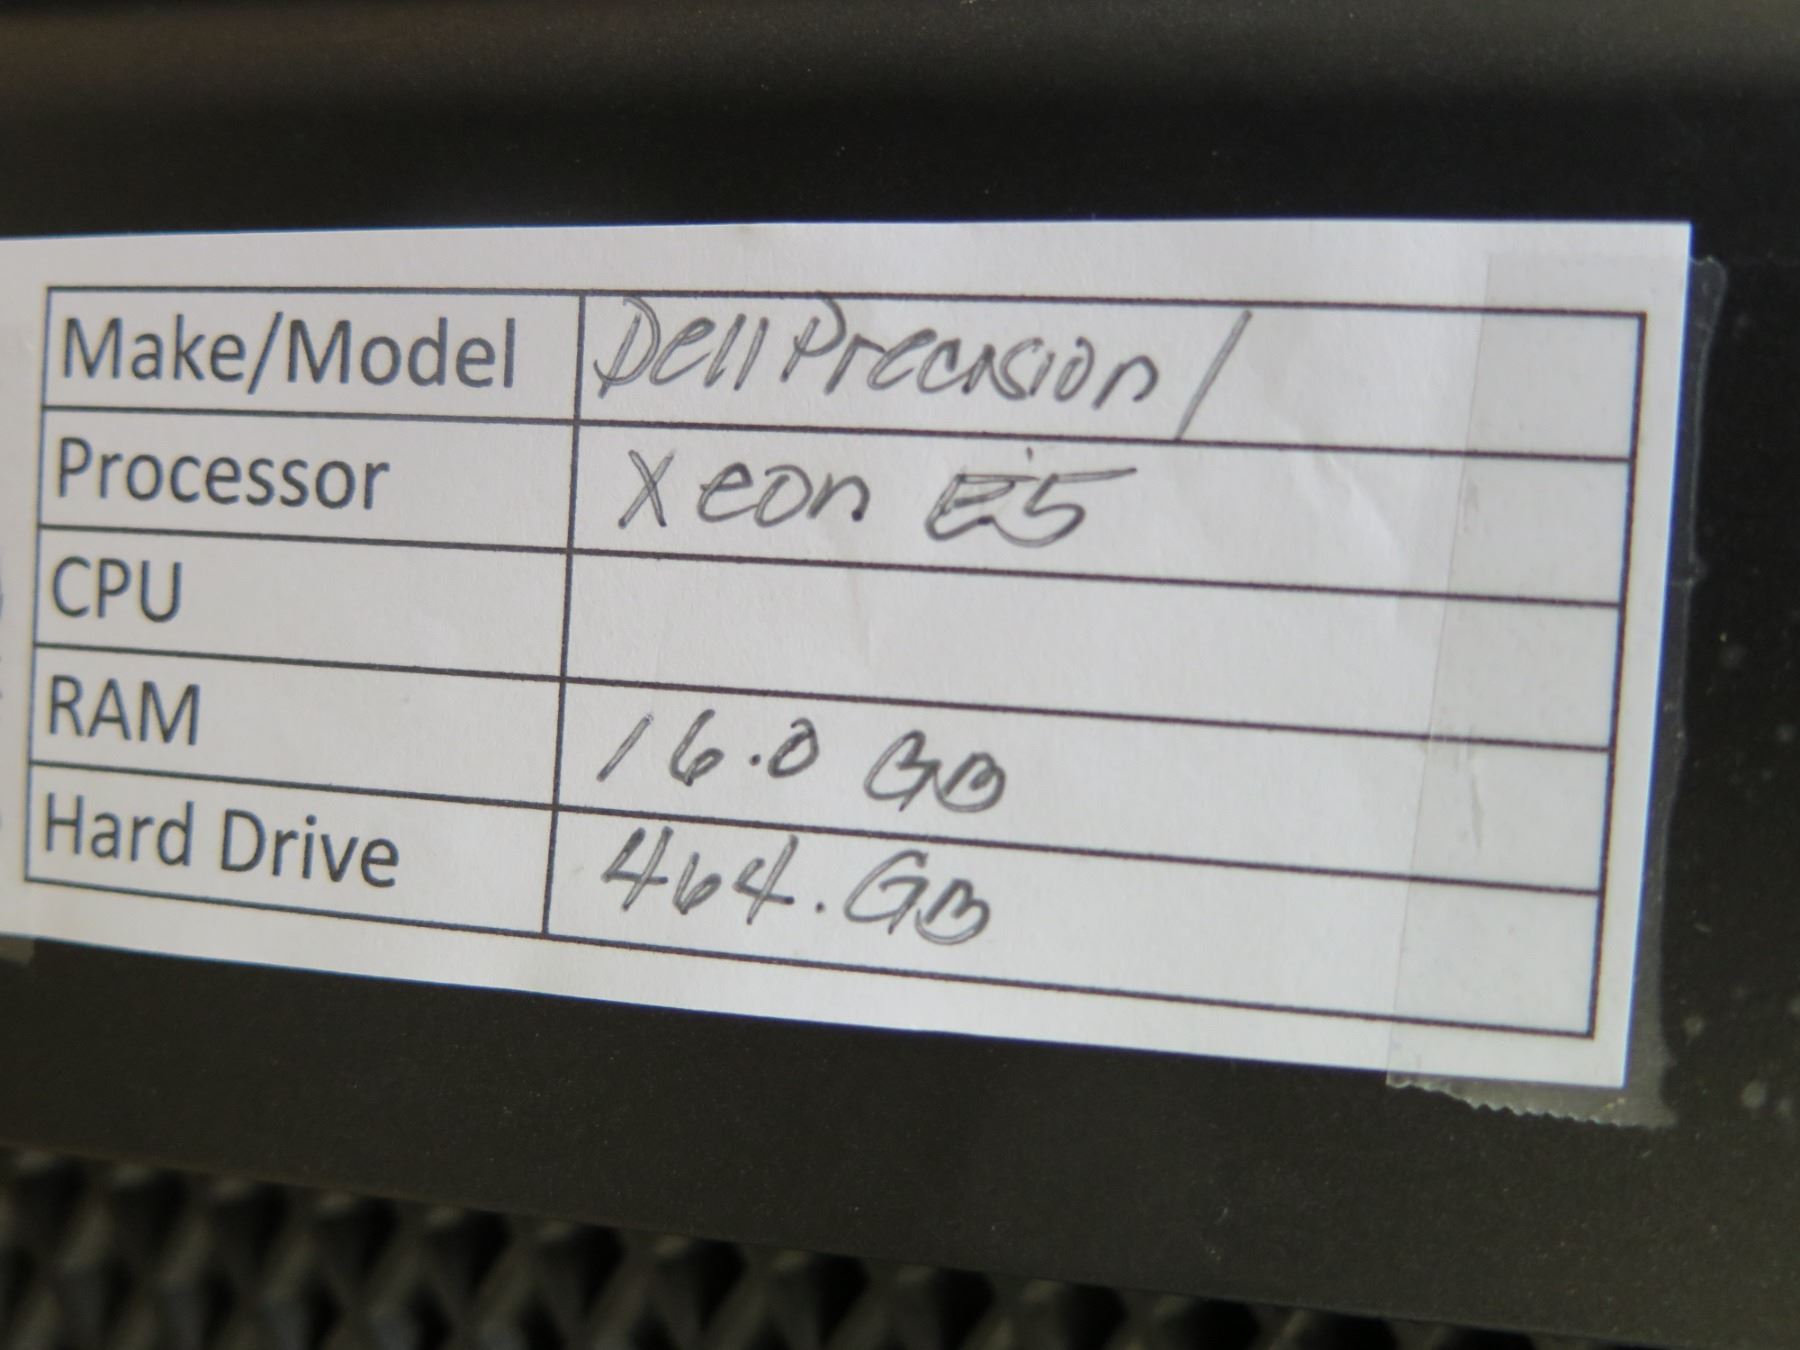 Make/Model Dell Precision /
Processor Xeon E5
CPU
RAM 16.0 GB
Hard Drive 464. GB